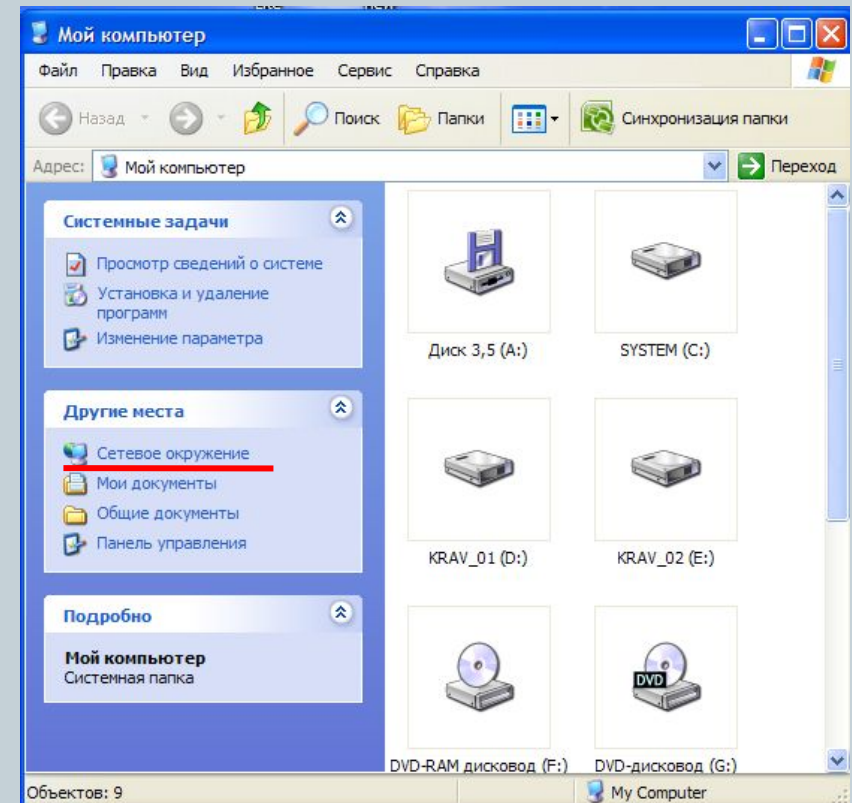 Мой компьютер
Файл Правка Вид Избранное Сервис Справка
Назад Поиск Папки Синхронизация папки
Адрес: Мой компьютер Переход
Системные задачи
Просмотр сведений о системе
Установка и удаление
программ
Изменение параметра
Другие места
Сетевое окружение
Мои документы
Общие документы
Панель управления
Подробно
Мой компьютер
Системная папка
Диск 3,5 (A:) SYSTEM (C:)
KRAV_01 (D:) KRAV_02 (E:)
DVD
DVD-RAM дисковод (F:) DVD-дисковод (G:)
Объектов: 9 My Computer